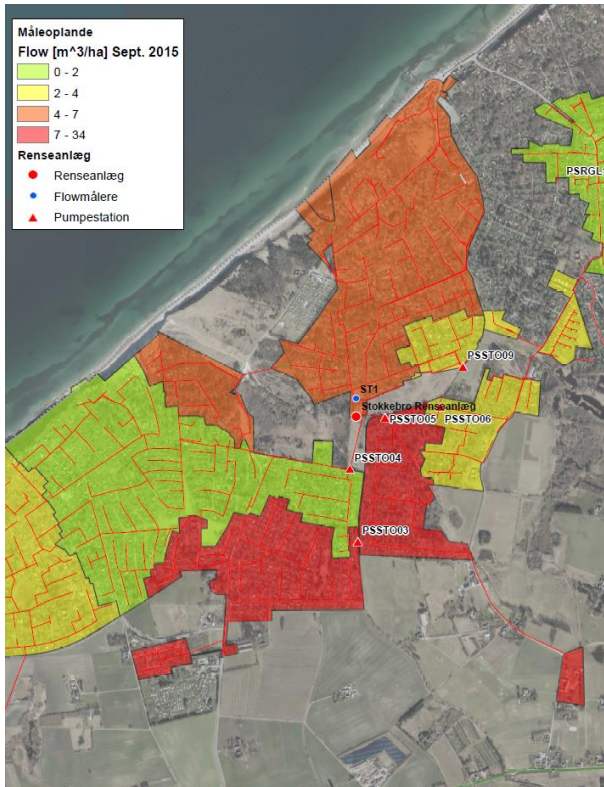 Måleoplande
Flow [m^3/ha] Sept. 2015
0 - 2
2 - 4
4 - 7
7 - 34
Renseanlæg
Renseanlæg
Flowmålere
Pumpestation
PSRGL
PSSTO09
ST1
Stokkebro Renseanlæg
PSSTO05
PSSTO06
PSSTO04
PSSTO03